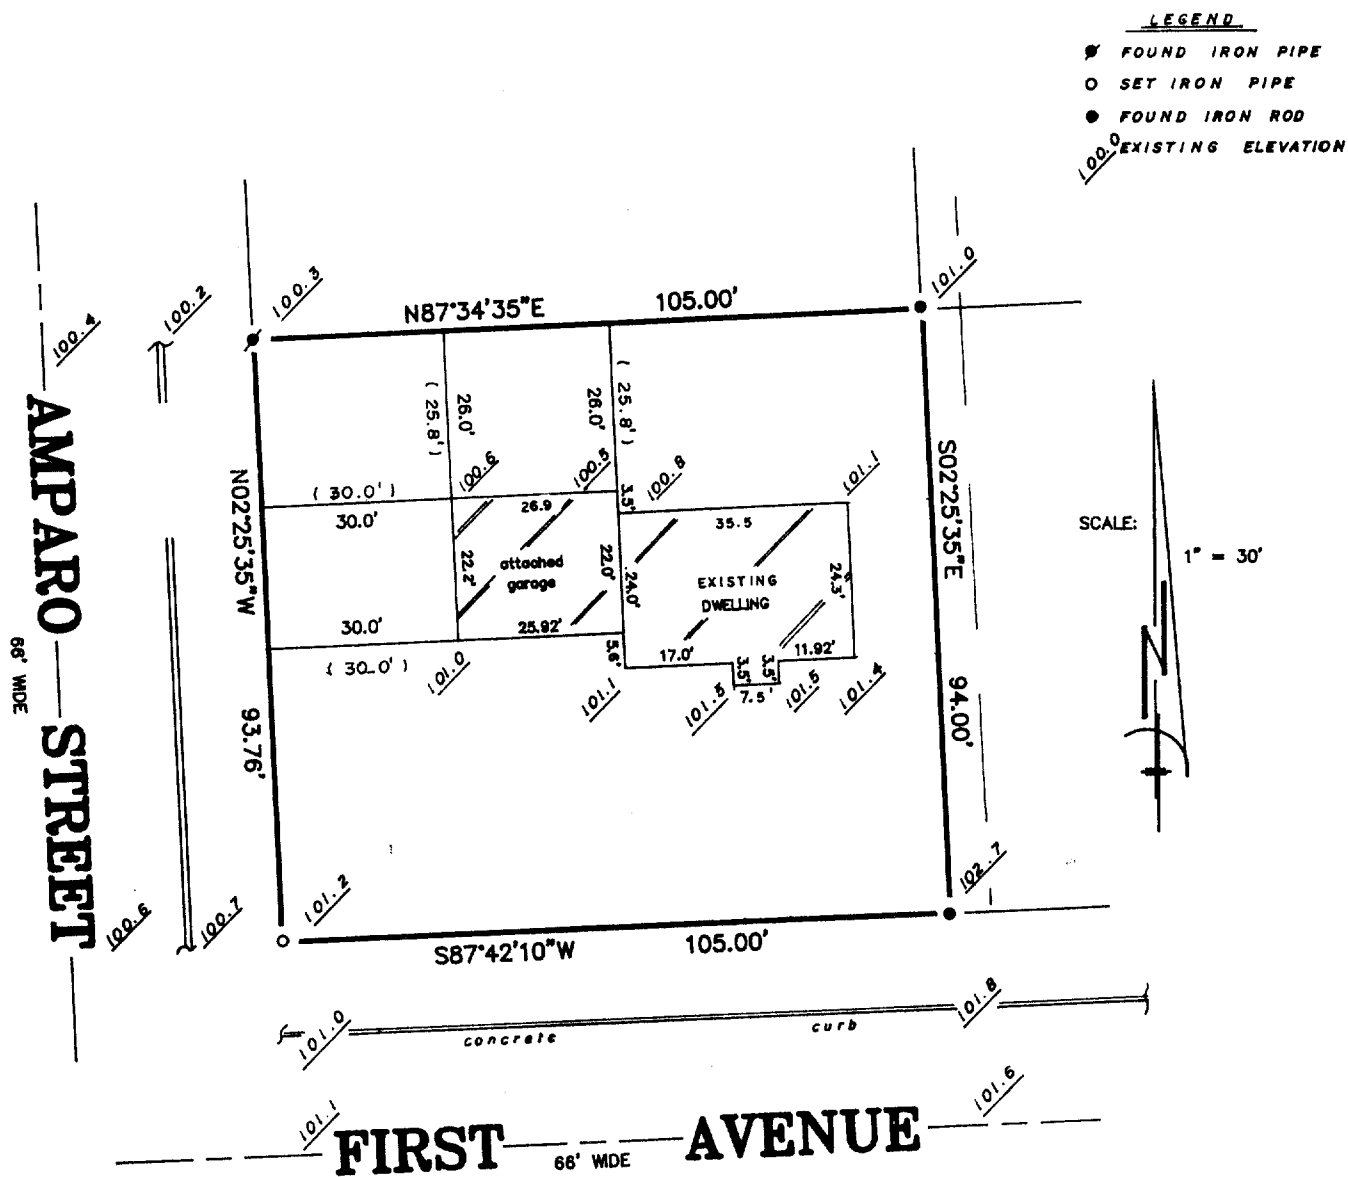 LEGEND
FOUND IRON PIPE
SET IRON PIPE
FOUND IRON ROD
100.0 EXISTING ELEVATION
100.4
100.2
100.3
101.0
N87°34'35"E 105.00'
(25.8')
26.0'
26.0'
(25.8')
100.6
100.5
100.8
101.1
(30.0')
30.0'
26.9
3.5'
35.5
22.2'
attached
garage
22.0'
24.0'
EXISTING
DWELLING
24.3'
30.0'
(30.0')
25.92'
5.6'
17.0'
3.5'
3.5'
7.5'
11.92'
101.0
101.1
101.5
101.5
101.4
N02°25'35"W
93.76'
S02°25'35"E
94.00'
SCALE:
1" = 30'
N
AMPARO STREET
66' WIDE
100.6
100.7
101.2
102.7
S87°42'10"W 105.00'
101.0
concrete curb
101.8
101.1
101.6
FIRST AVENUE
66' WIDE